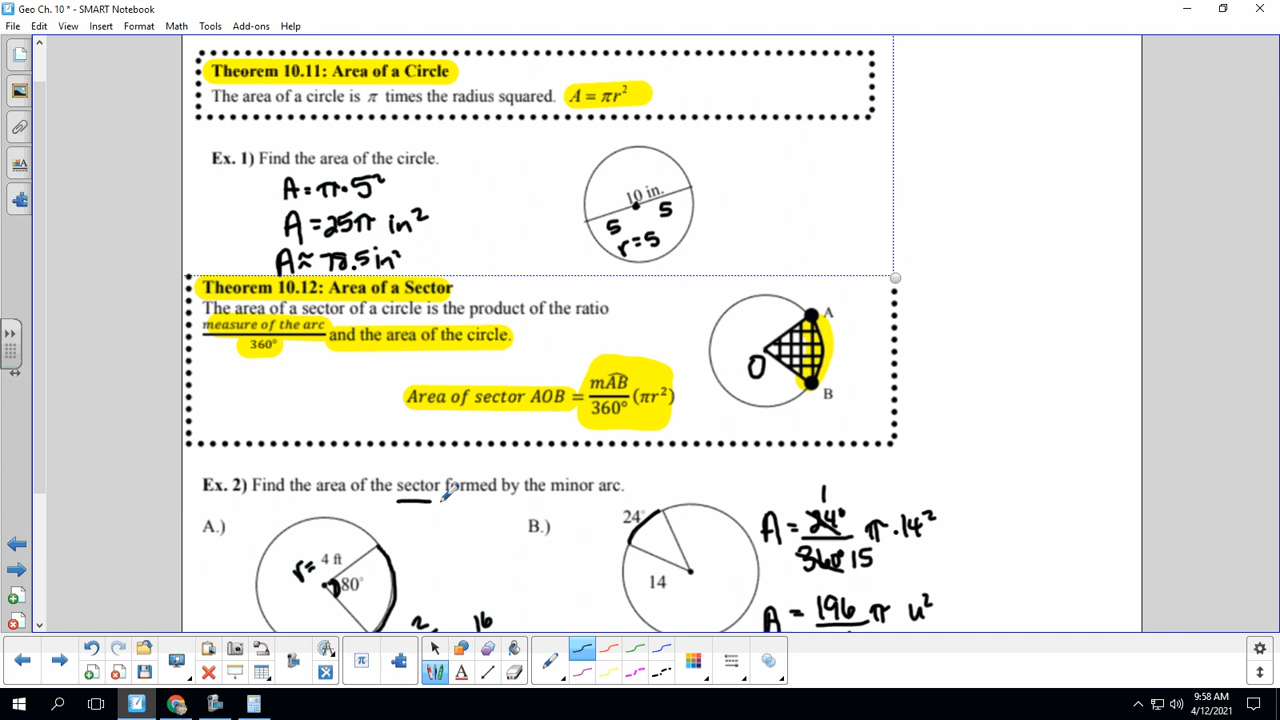 Geo Ch. 10 * - SMART Notebook
File Edit View Insert Format Math Tools Add-ons Help
Theorem 10.11: Area of a Circle
The area of a circle is π times the radius squared. A = πr²
Ex. 1) Find the area of the circle.
A = π·5²
A = 25π in²
A ≈ 78.5 in²
10 in.
5 5
r = 5
Theorem 10.12: Area of a Sector
The area of a sector of a circle is the product of the ratio
measure of the arc
360°
and the area of the circle.
Area of sector AOB = mAB/360° (πr²)
A
O
B
Ex. 2) Find the area of the sector formed by the minor arc.
A.)
r = 4 ft
80°
2 16
B.)
24°
14
1
A = 24°/360° π·14²
15
A = 196 π u²
9:58 AM
4/12/2021